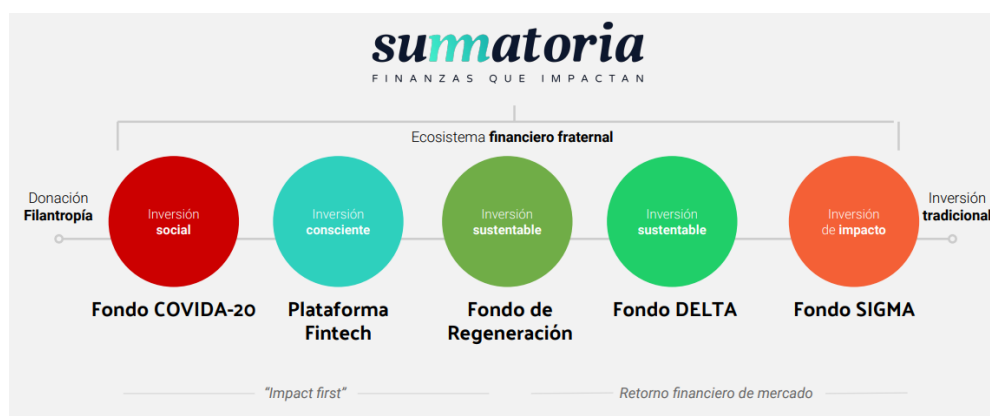 summatoria
FINANZAS QUE IMPACTAN
Ecosistema financiero fraternal
Donación
Filantropía
Inversión
social
Inversión
consciente
Inversión
sustentable
Inversión
sustentable
Inversión
de impacto
Inversión
tradicional
Fondo COVIDA-20
Plataforma
Fintech
Fondo de
Regeneración
Fondo DELTA
Fondo SIGMA
“Impact first”
Retorno financiero de mercado